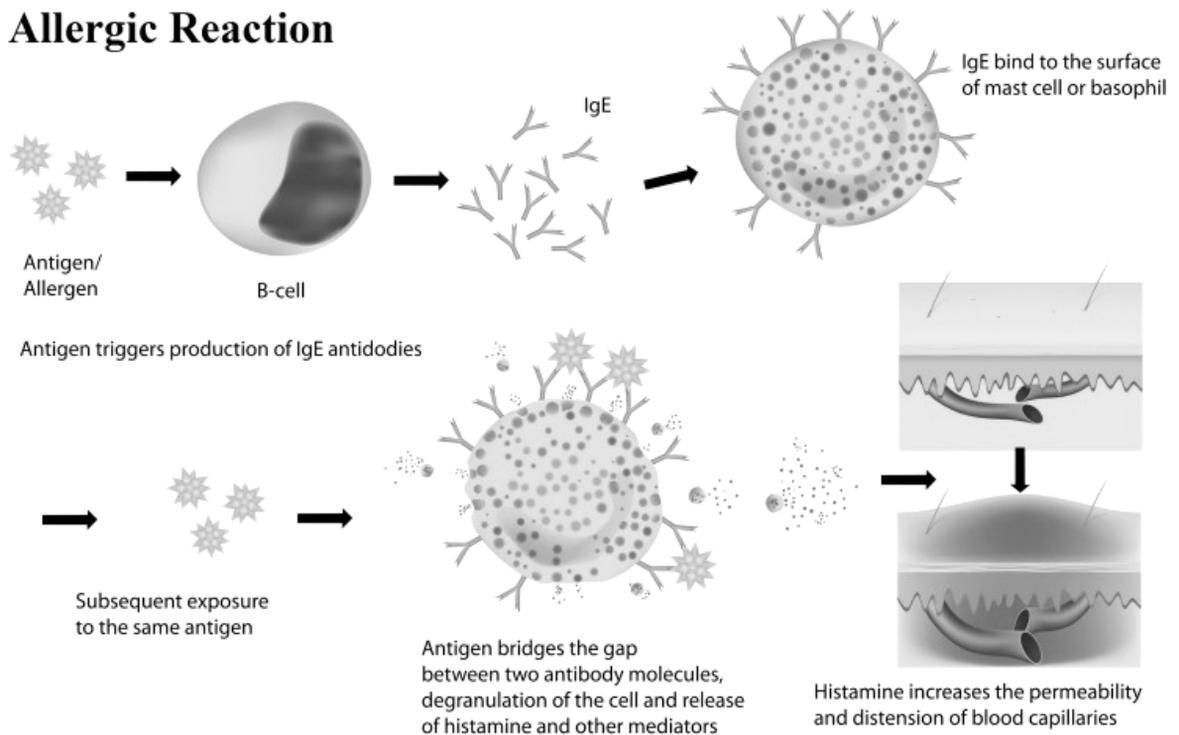 Allergic Reaction
IgE
IgE bind to the surface
of mast cell or basophil
Antigen/
Allergen
B-cell
Antigen triggers production of IgE antidodies
Subsequent exposure
to the same antigen
Antigen bridges the gap
between two antibody molecules,
degranulation of the cell and release
of histamine and other mediators
Histamine increases the permeability
and distension of blood capillaries